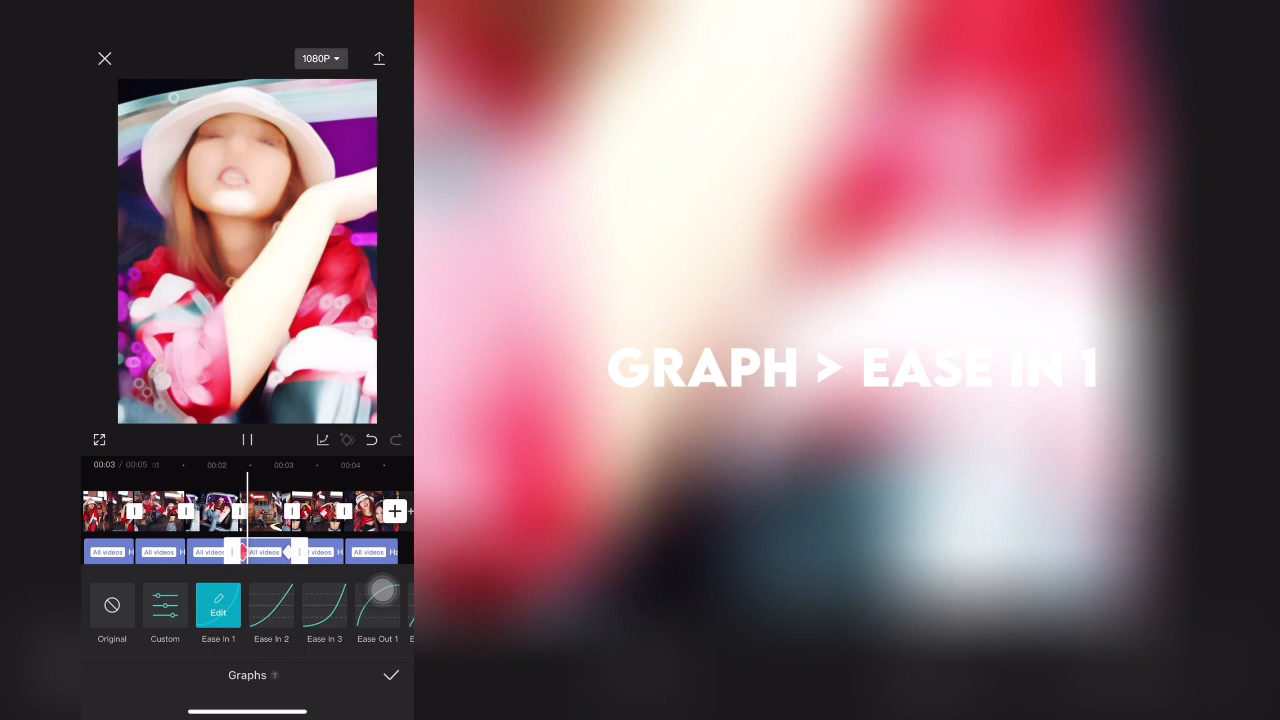 1080P
GRAPH > EASE IN 1
00:03 / 00:05
00:02
00:03
00:04
All videos H
All videos H
All videos
All videos
H
All videos Ha
Edit
Original
Custom
Ease In 1
Ease In 2
Ease In 3
Ease Out 1
Graphs ?